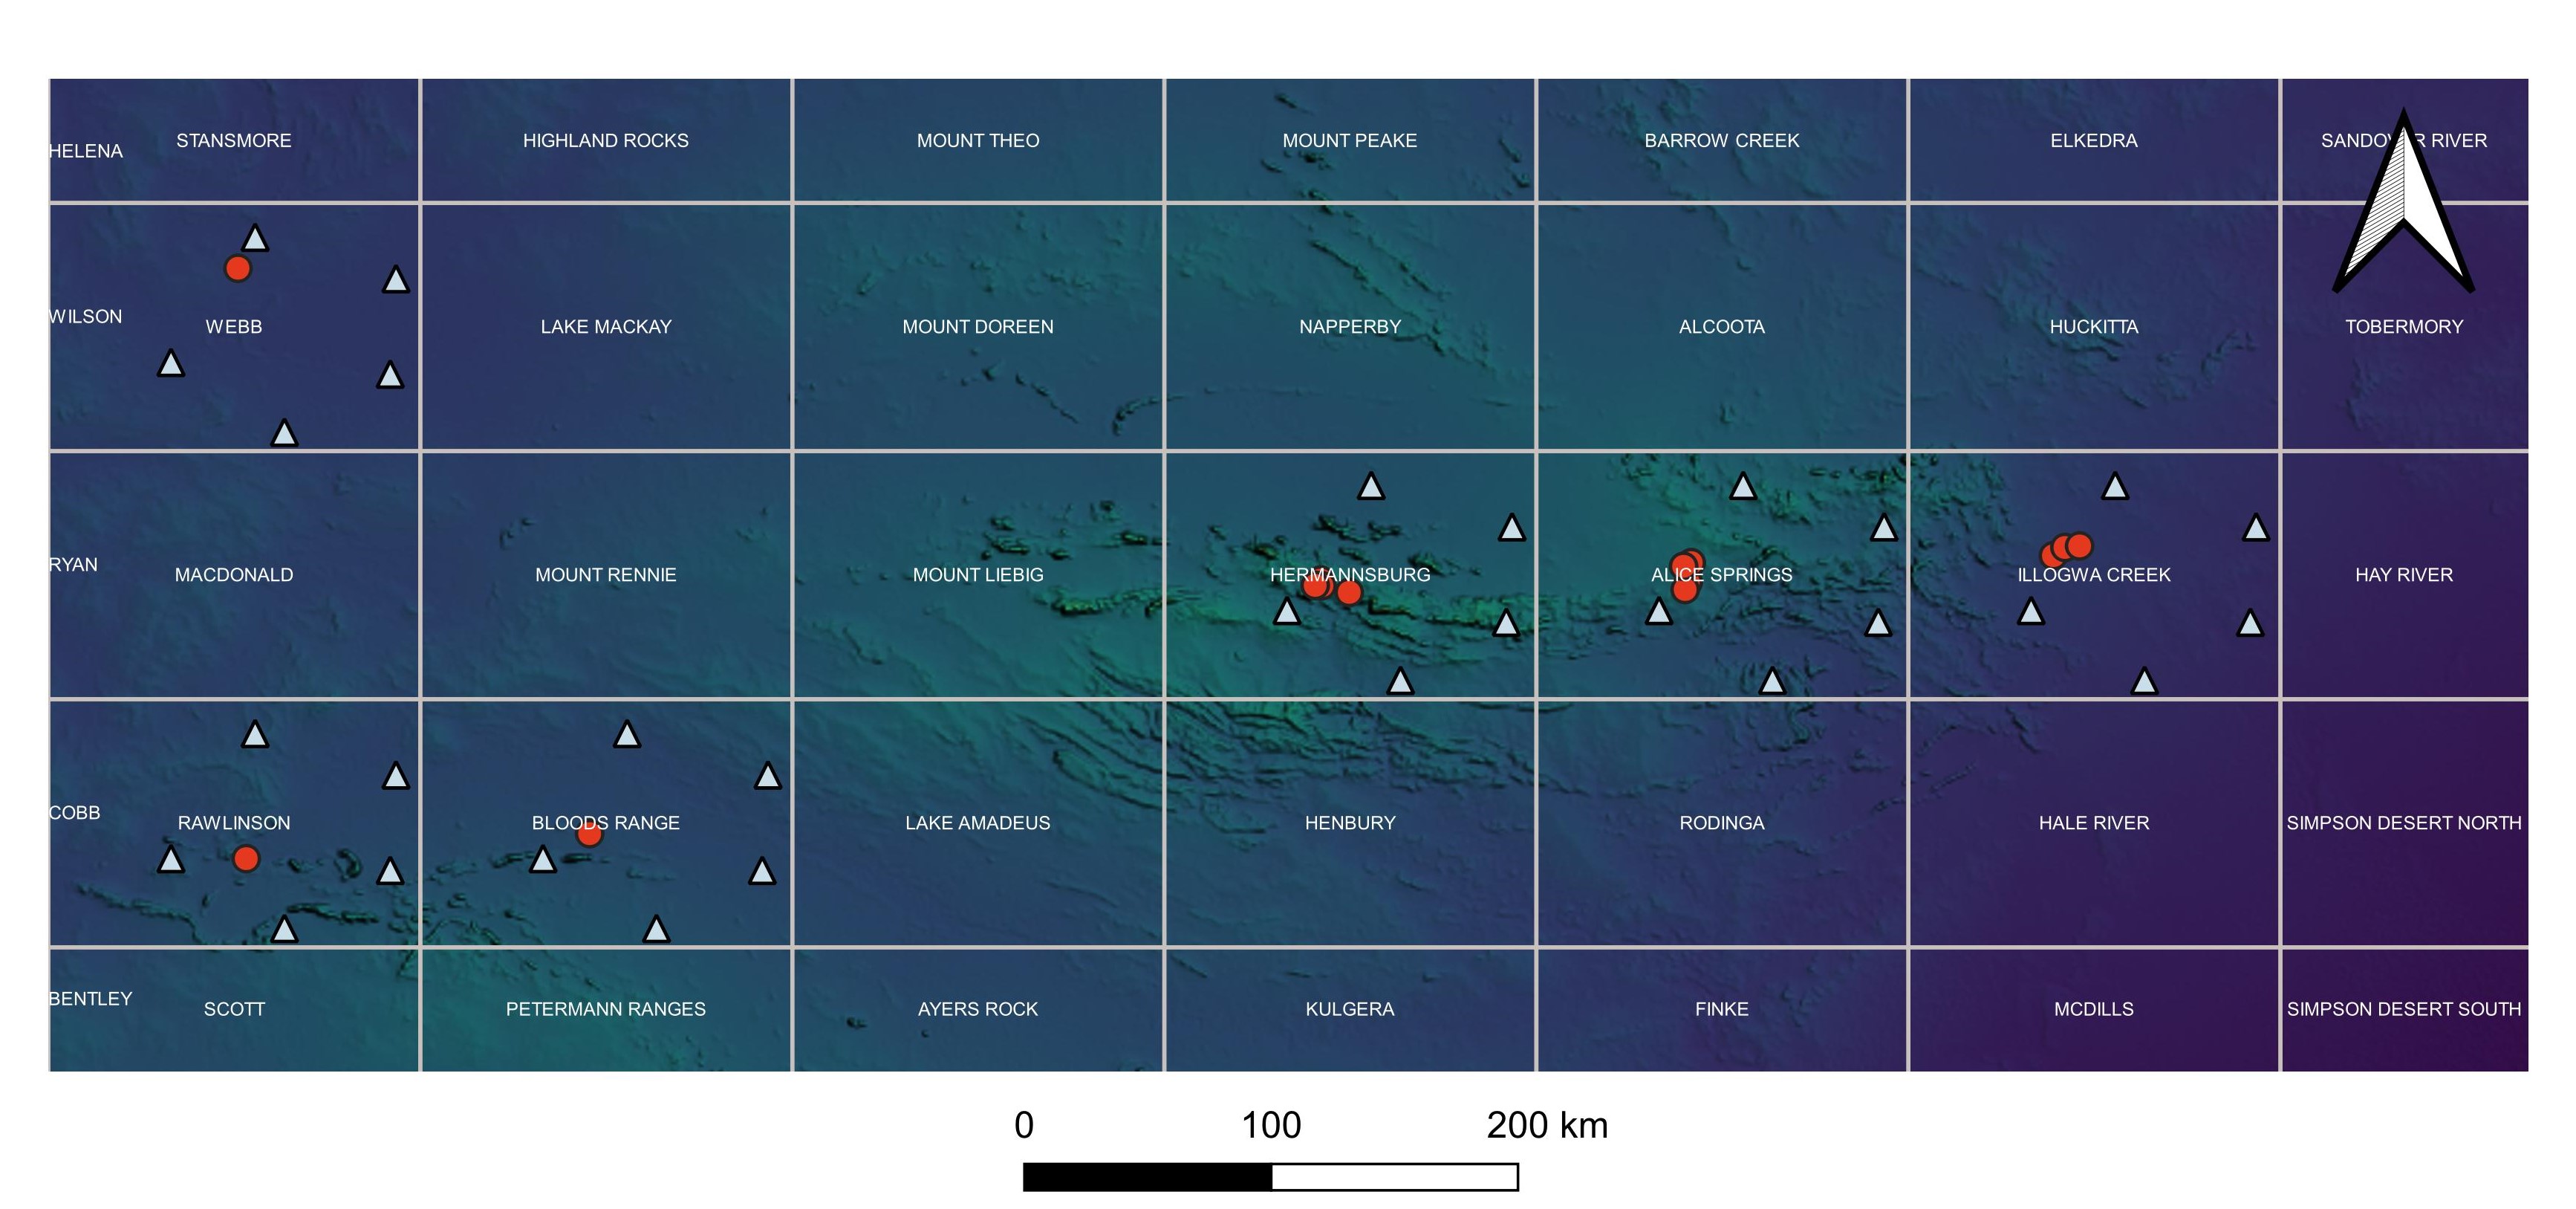 STANSMORE
HIGHLAND ROCKS
MOUNT THEO
MOUNT PEAKE
BARROW CREEK
ELKEDRA
RIVER
HELENA
WILSON
WEBB
LAKE MACKAY
MOUNT DOREEN
NAPPERBY
ALCOOTA
HUCKITTA
TOBERMORY
RYAN
MACDONALD
MOUNT RENNIE
MOUNT LIEBIG
HERMANNSBURG
ALICE SPRINGS
ILLOGWA CREEK
HAY RIVER
COBB
RAWLINSON
BLOODS RANGE
LAKE AMADEUS
HENBURY
RODINGA
HALE RIVER
SIMPSON DESERT NORTH
BENTLEY
SCOTT
PETERMANN RANGES
AYERS ROCK
KULGERA
FINKE
MCDILLS
SIMPSON DESERT SOUTH
0 100 200 km